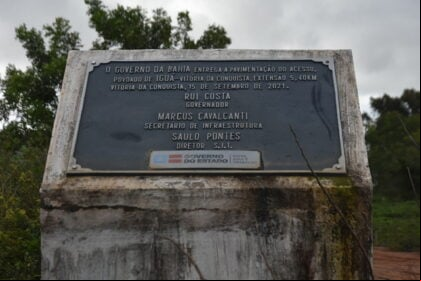 O GOVERNO DA BAHIA ENTREGA A PAVIMENTAÇÃO DO ACESSO,
POVOADO DE IGUÁ - VITÓRIA DA CONQUISTA, EXTENSÃO 5,40KM
VITÓRIA DA CONQUISTA, 15 DE SETEMBRO DE 2021.
RUI COSTA
GOVERNADOR
MARCUS CAVALCANTI
SECRETÁRIO DE INFRAESTRUTURA
SAULO PONTES
DIRETOR S.I.T.
GOVERNO
DO ESTADO